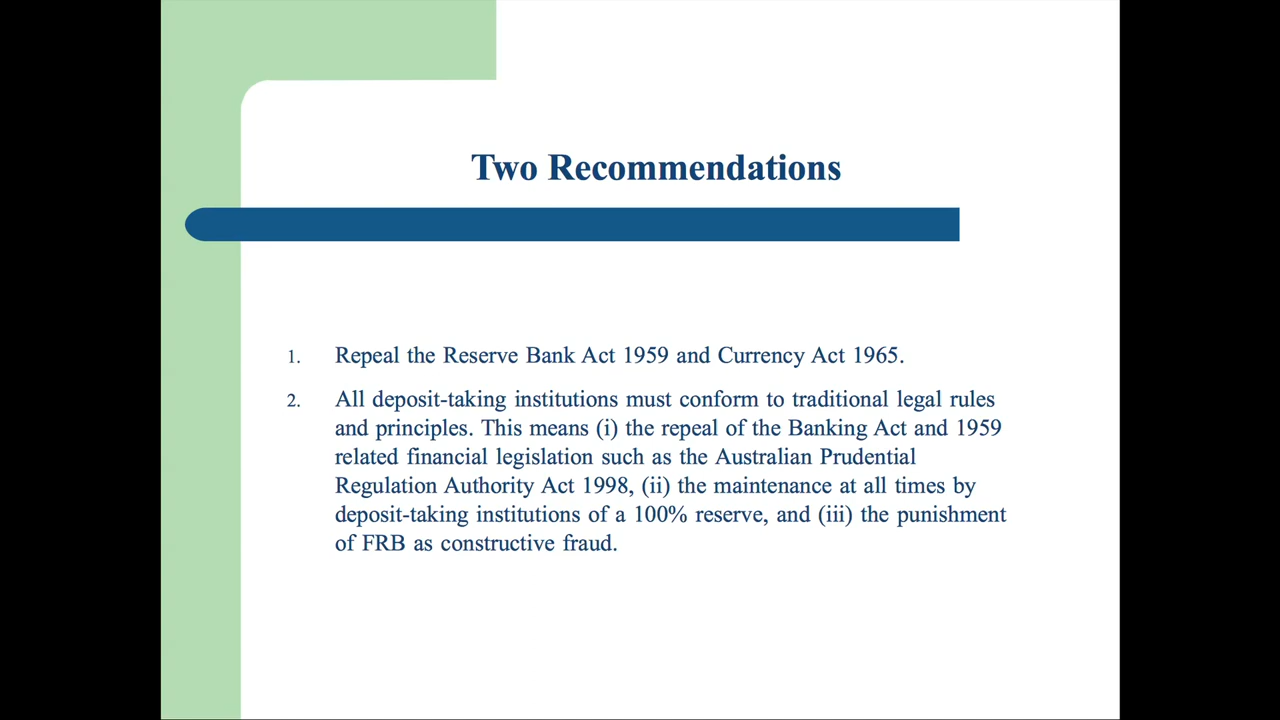 Two Recommendations
1. Repeal the Reserve Bank Act 1959 and Currency Act 1965.
2. All deposit-taking institutions must conform to traditional legal rules
and principles. This means (i) the repeal of the Banking Act and 1959
related financial legislation such as the Australian Prudential
Regulation Authority Act 1998, (ii) the maintenance at all times by
deposit-taking institutions of a 100% reserve, and (iii) the punishment
of FRB as constructive fraud.